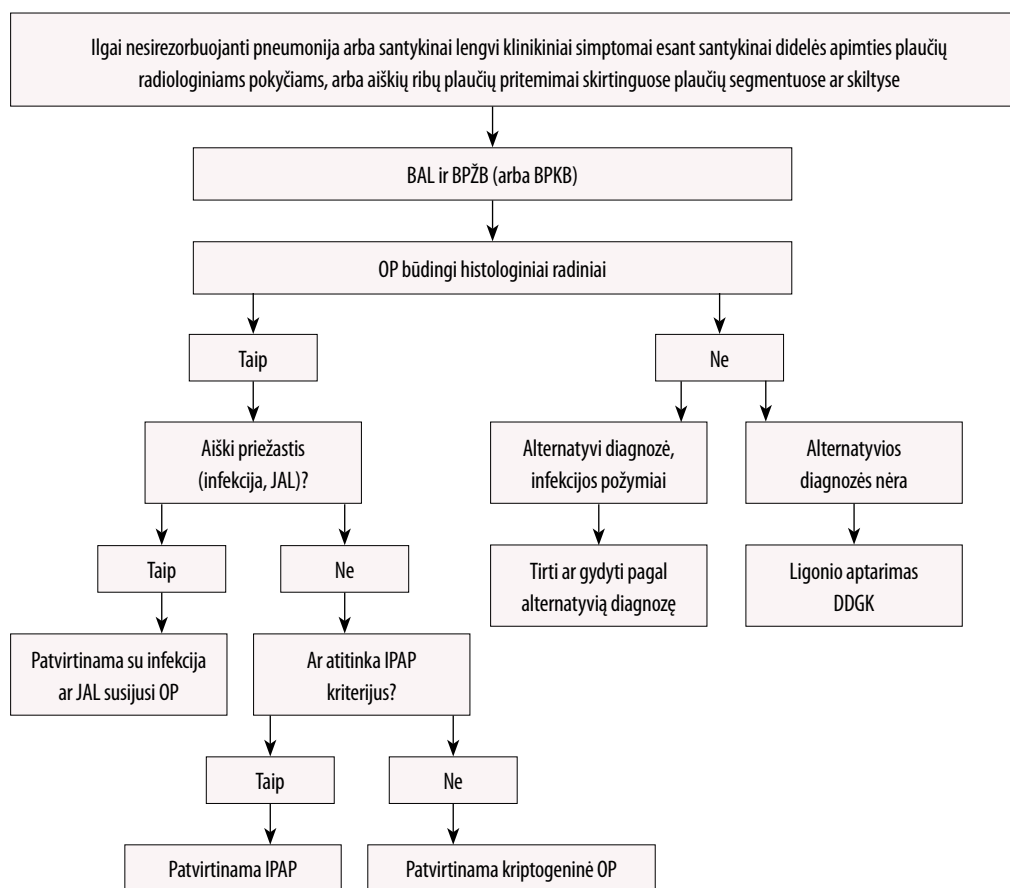 Ilgai nesirezorbuojanti pneumonija arba santykinai lengvi klinikiniai simptomai esant santykinai didelės apimties plaučių
radiologiniams pokyčiams, arba aiškių ribų plaučių pritemimai skirtinguose plaučių segmentuose ar skiltyse
BAL ir BPŽB (arba BPKB)
OP būdingi histologiniai radiniai
Taip
Ne
Aiški priežastis
(infekcija, JAL)?
Alternatyvi diagnozė,
infekcijos požymiai
Alternatyvios
diagnozės nėra
Taip
Ne
Tirti ar gydyti pagal
alternatyvią diagnozę
Ligonio aptarimas
DDGK
Patvirtinama su infekcija
ar JAL susijusi OP
Ar atitinka IPAP
kriterijus?
Taip
Ne
Patvirtinama IPAP
Patvirtinama kriptogeninė OP